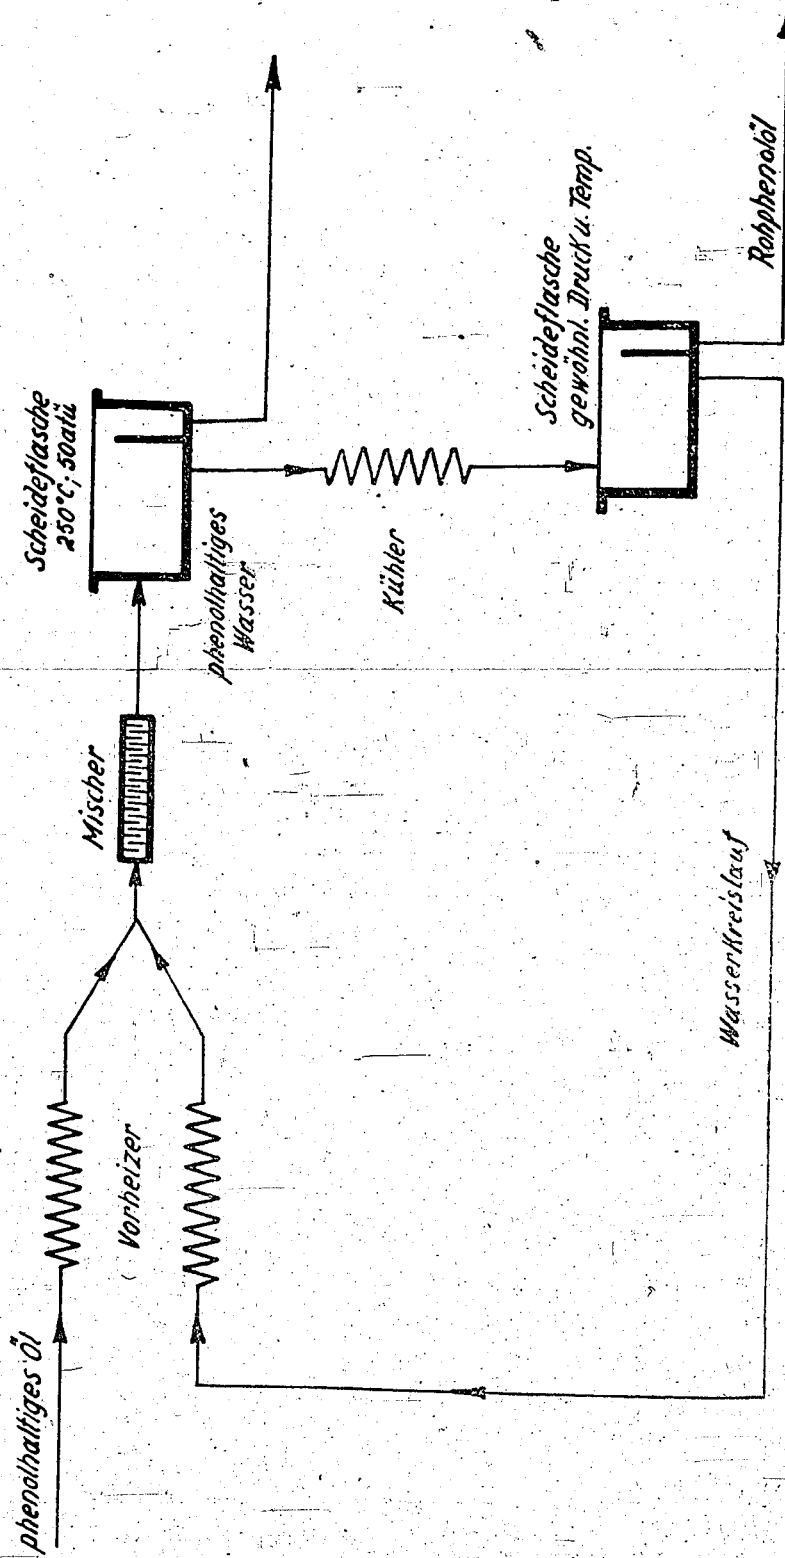 phenolhaltiges Öl
Vorheizer
Mischer
Scheideflasche
250°C; 50atü
phenolhaltiges
Wasser
Kühler
Scheideflasche
gewöhnl. Druck u. Temp.
Rohphenolöl
Wasserkreislauf